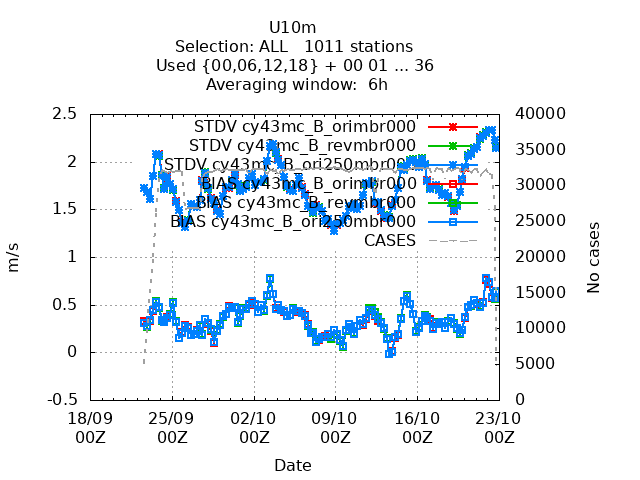 U10m
Selection: ALL   1011 stations
Used {00,06,12,18} + 00 01 ... 36
Averaging window:  6h
2.5
2
1.5
1
0.5
0
-0.5
m/s
STDV cy43mc_B_orimbr000
STDV cy43mc_B_revmbr000
STDV cy43mc_B_ori250mbr000
BIAS cy43mc_B_orimbr000
BIAS cy43mc_B_revmbr000
BIAS cy43mc_B_ori250mbr000
CASES
40000
35000
30000
25000
20000
15000
10000
5000
0
No cases
18/09 25/09 02/10 09/10 16/10 23/10
00Z 00Z 00Z 00Z 00Z 00Z
Date